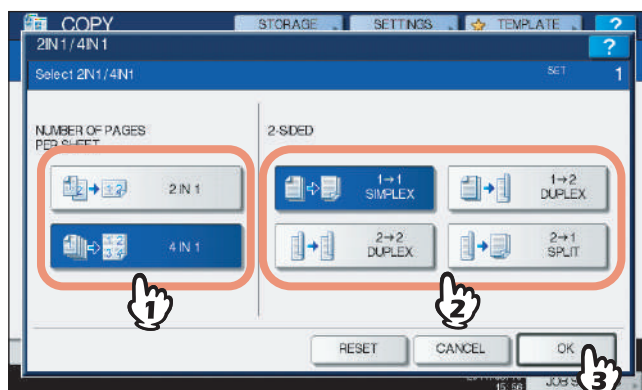 COPY STORAGE SETTINGS TEMPLATE ?
2IN1/4IN1 ?
Select 2IN1/4IN1 SET 1
NUMBER OF PAGES
PER SHEET
2-SIDED
2 IN 1
4 IN 1
1→1
SIMPLEX
1→2
DUPLEX
2→2
DUPLEX
2→1
SPLIT
1
2
RESET CANCEL OK
3
15:56 JOB S